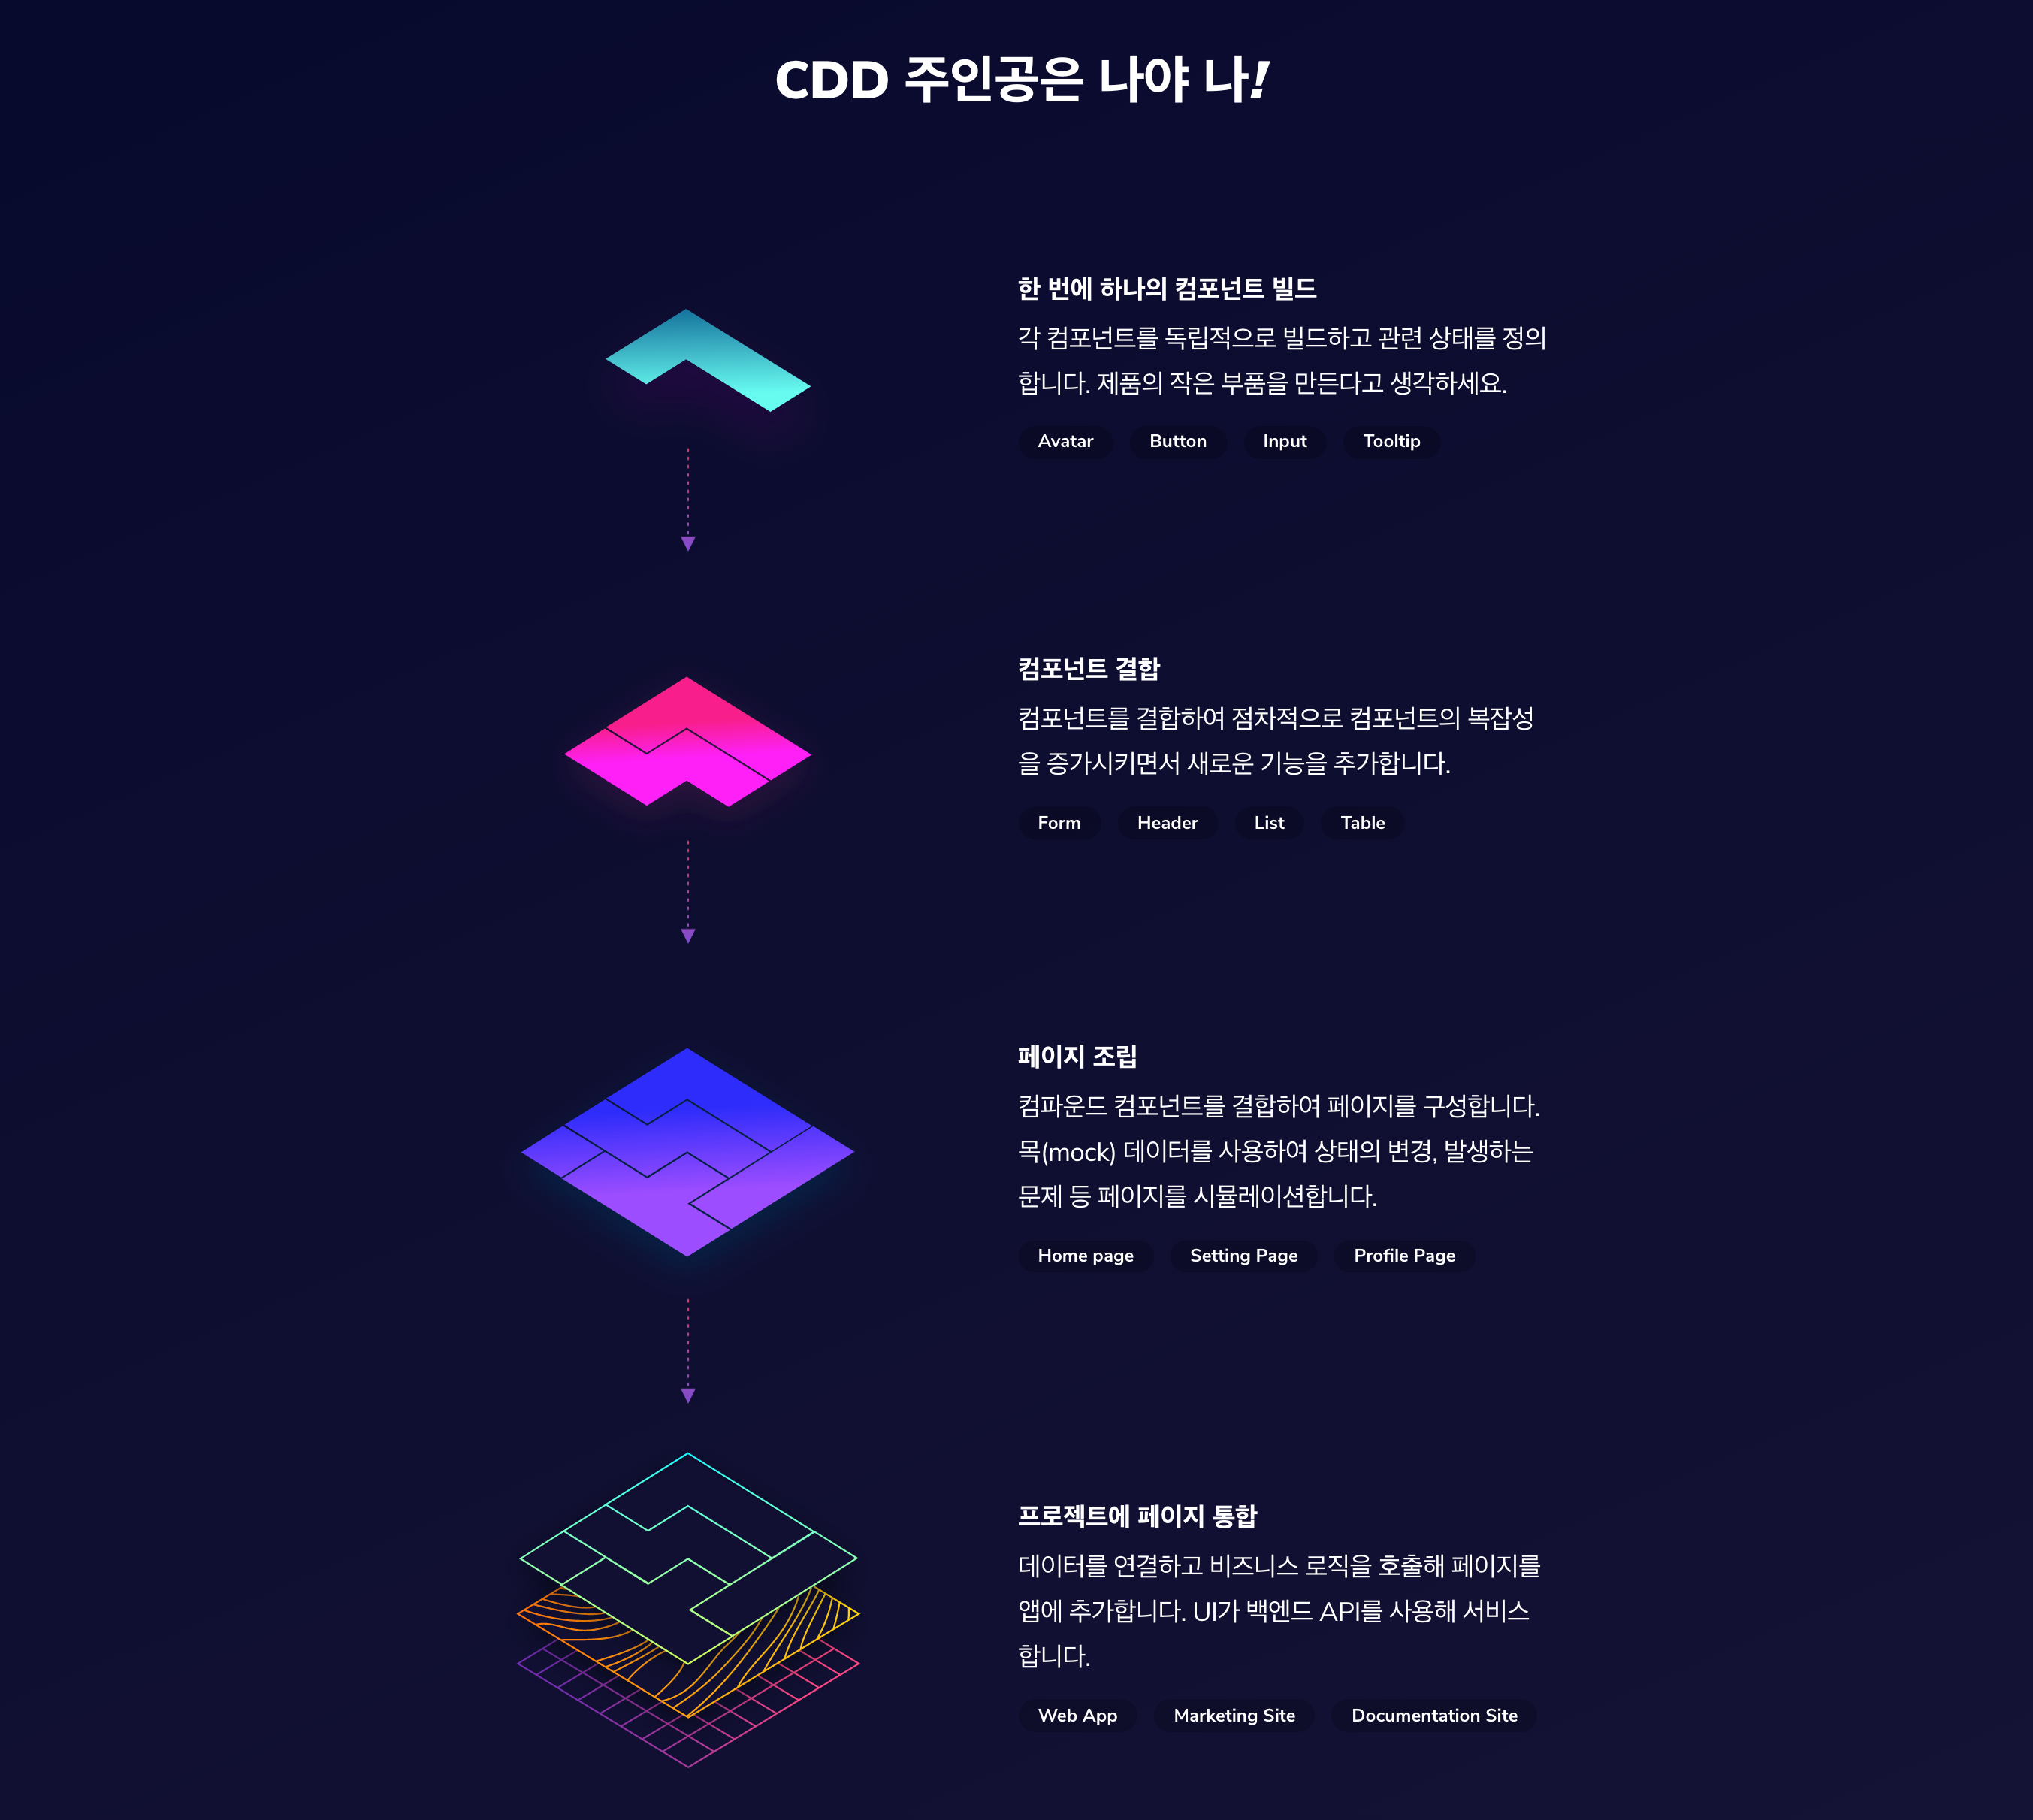 CDD 주인공은 나야 나!
한 번에 하나의 컴포넌트 빌드
각 컴포넌트를 독립적으로 빌드하고 관련 상태를 정의
합니다. 제품의 작은 부품을 만든다고 생각하세요.
Avatar Button Input Tooltip
컴포넌트 결합
컴포넌트를 결합하여 점차적으로 컴포넌트의 복잡성
을 증가시키면서 새로운 기능을 추가합니다.
Form Header List Table
페이지 조립
컴파운드 컴포넌트를 결합하여 페이지를 구성합니다.
목(mock) 데이터를 사용하여 상태의 변경, 발생하는
문제 등 페이지를 시뮬레이션합니다.
Home page Setting Page Profile Page
프로젝트에 페이지 통합
데이터를 연결하고 비즈니스 로직을 호출해 페이지를
앱에 추가합니다. UI가 백엔드 API를 사용해 서비스
합니다.
Web App Marketing Site Documentation Site